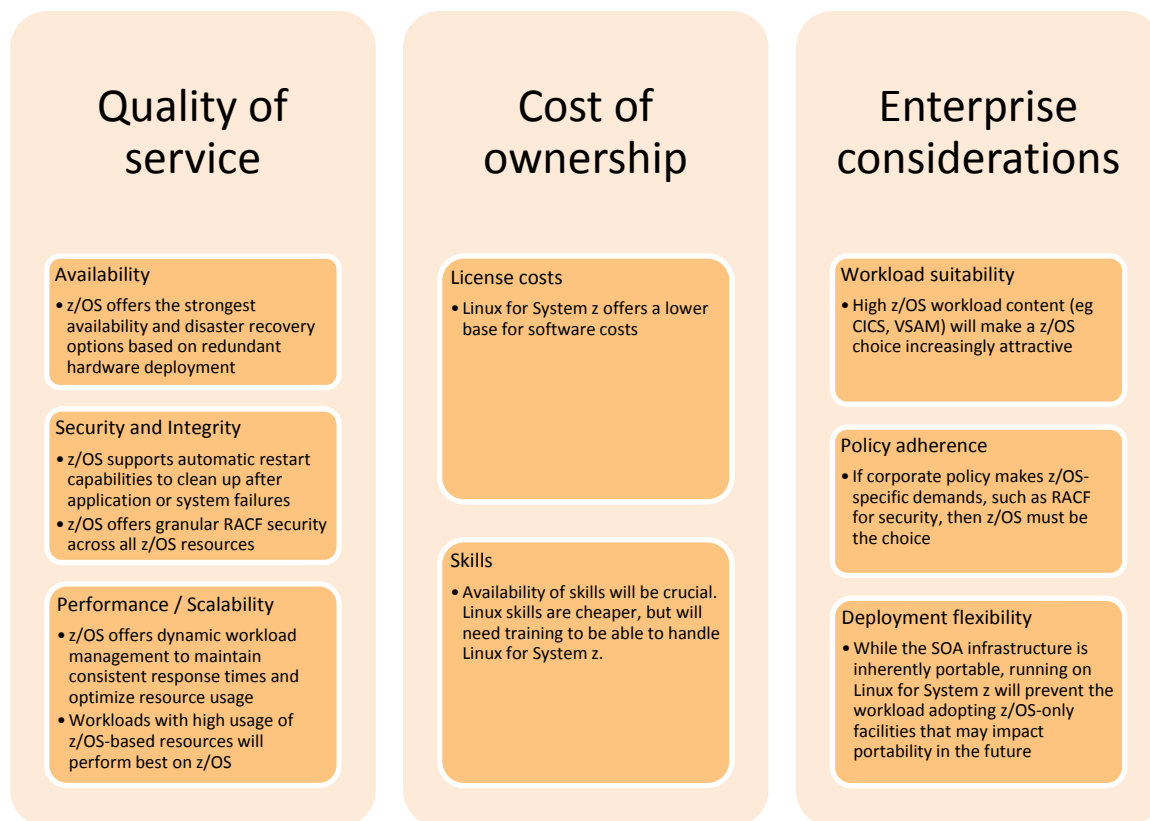 Quality of
service
Availability
• z/OS offers the strongest
availability and disaster recovery
options based on redundant
hardware deployment
Security and Integrity
• z/OS supports automatic restart
capabilities to clean up after
application or system failures
• z/OS offers granular RACF security
across all z/OS resources
Performance / Scalability
• z/OS offers dynamic workload
management to maintain
consistent response times and
optimize resource usage
• Workloads with high usage of
z/OS-based resources will
perform best on z/OS
Cost of
ownership
License costs
• Linux for System z offers a lower
base for software costs
Skills
• Availability of skills will be crucial.
Linux skills are cheaper, but will
need training to be able to handle
Linux for System z.
Enterprise
considerations
Workload suitability
• High z/OS workload content (eg
CICS, VSAM) will make a z/OS
choice increasingly attractive
Policy adherence
• If corporate policy makes z/OS-
specific demands, such as RACF
for security, then z/OS must be
the choice
Deployment flexibility
• While the SOA infrastructure is
inherently portable, running on
Linux for System z will prevent the
workload adopting z/OS-only
facilities that may impact
portability in the future